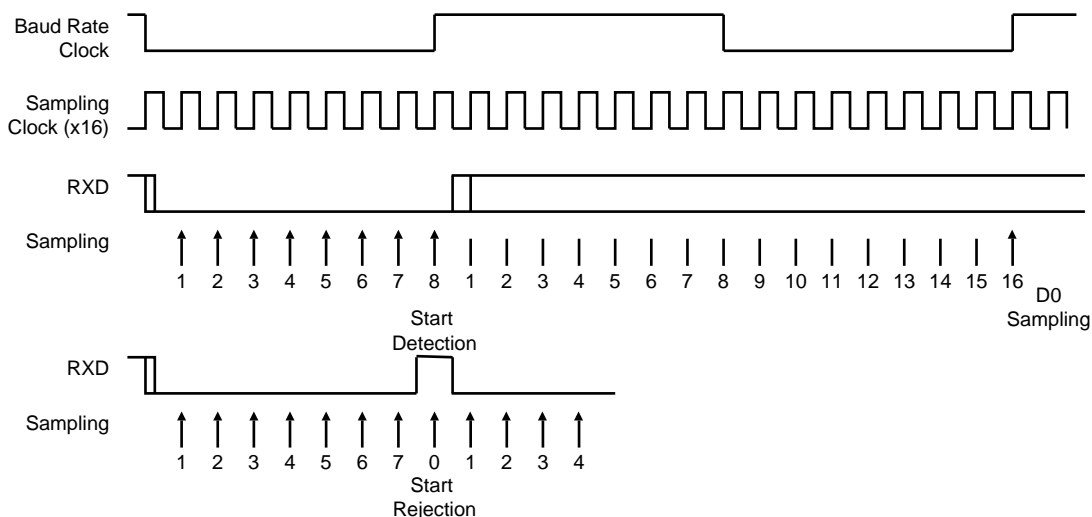 Baud Rate
Clock
Sampling
Clock (x16)
RXD
Sampling
1 2 3 4 5 6 7 8 1 2 3 4 5 6 7 8 9 10 11 12 13 14 15 16
D0
Sampling
Start
Detection
RXD
Sampling
1 2 3 4 5 6 7 0 1 2 3 4
Start
Rejection